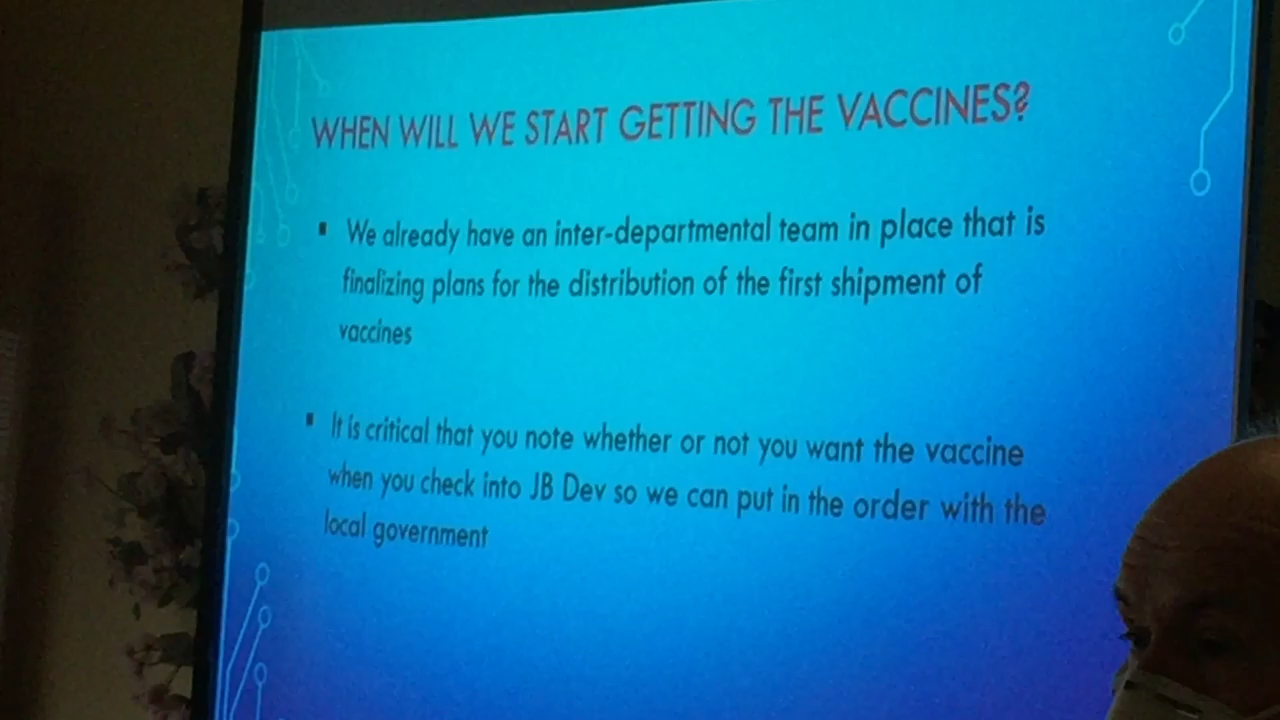 WHEN WILL WE START GETTING THE VACCINES?
▪ We already have an inter-departmental team in place that is
finalizing plans for the distribution of the first shipment of
vaccines
▪ It is critical that you note whether or not you want the vaccine
when you check into JB Dev so we can put in the order with the
local government